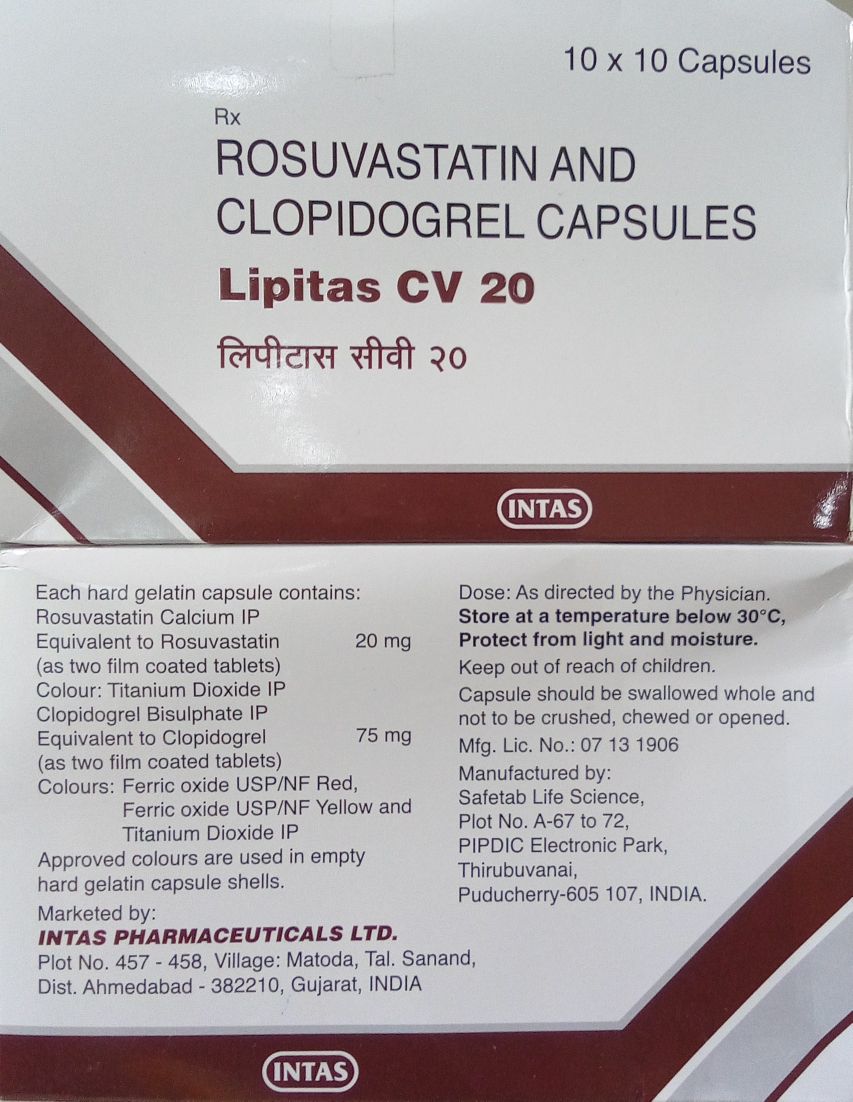 10 x 10 Capsules
Rx
ROSUVASTATIN AND
CLOPIDOGREL CAPSULES
Lipitas CV 20
लिपीटास सीवी २०
INTAS
Each hard gelatin capsule contains:
Rosuvastatin Calcium IP
Equivalent to Rosuvastatin 20 mg
(as two film coated tablets)
Colour: Titanium Dioxide IP
Clopidogrel Bisulphate IP
Equivalent to Clopidogrel 75 mg
(as two film coated tablets)
Colours: Ferric oxide USP/NF Red,
Ferric oxide USP/NF Yellow and
Titanium Dioxide IP
Approved colours are used in empty
hard gelatin capsule shells.
Marketed by:
INTAS PHARMACEUTICALS LTD.
Plot No. 457 - 458, Village: Matoda, Tal. Sanand,
Dist. Ahmedabad - 382210, Gujarat, INDIA
Dose: As directed by the Physician.
Store at a temperature below 30°C,
Protect from light and moisture.
Keep out of reach of children.
Capsule should be swallowed whole and
not to be crushed, chewed or opened.
Mfg. Lic. No.: 07 13 1906
Manufactured by:
Safetab Life Science,
Plot No. A-67 to 72,
PIPDIC Electronic Park,
Thirubuvanai,
Puducherry-605 107, INDIA.
INTAS